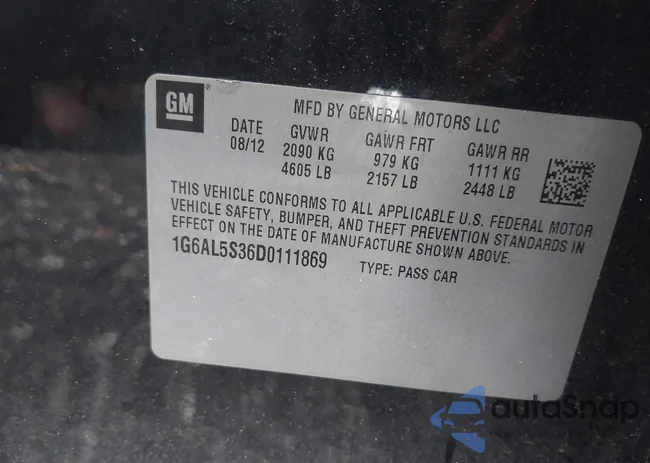 GM
MFD BY GENERAL MOTORS LLC
DATE GVWR GAWR FRT GAWR RR
08/12 2090 KG 979 KG 1111 KG
4605 LB 2157 LB 2448 LB
THIS VEHICLE CONFORMS TO ALL APPLICABLE U.S. FEDERAL MOTOR
VEHICLE SAFETY, BUMPER, AND THEFT PREVENTION STANDARDS IN
EFFECT ON THE DATE OF MANUFACTURE SHOWN ABOVE.
1G6AL5S36D0111869 TYPE: PASS CAR
autoSnap